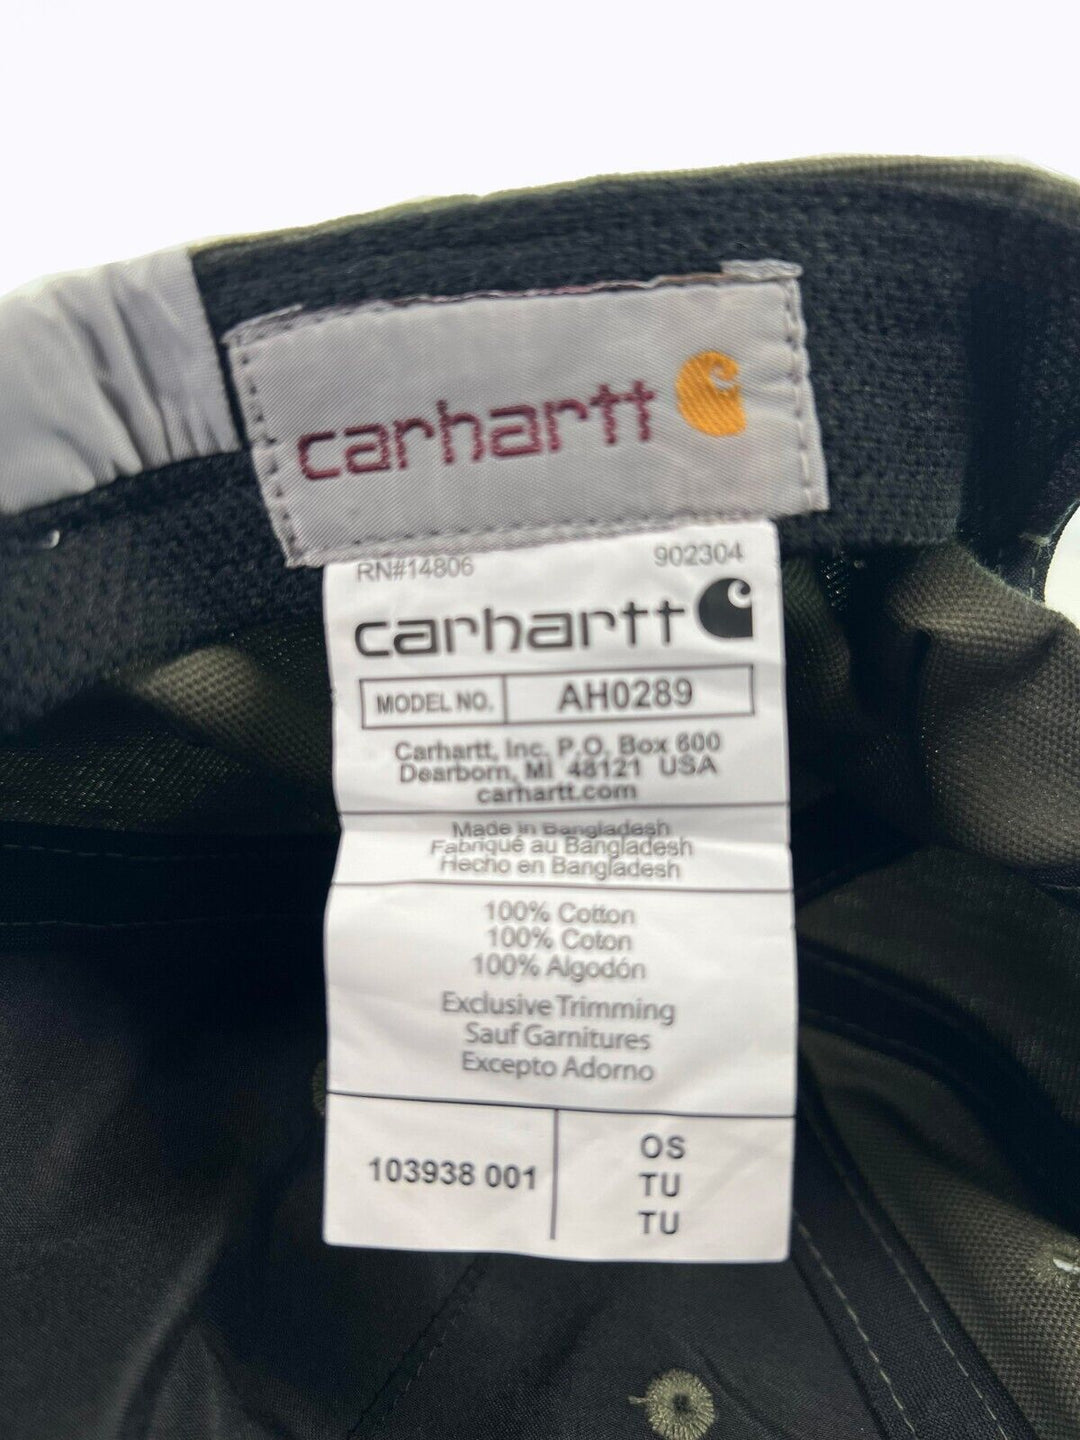 carhartt
RN#14806 902304
carhartt
MODEL NO. AH0289
Carhartt, Inc. P.O. Box 600
Dearborn, MI 48121 USA
carhartt.com
Made in Bangladesh
Fabriqué au Bangladesh
Hecho en Bangladesh
100% Cotton
100% Coton
100% Algodón
Exclusive Trimming
Sauf Garnitures
Excepto Adorno
103938 001
OS
TU
TU